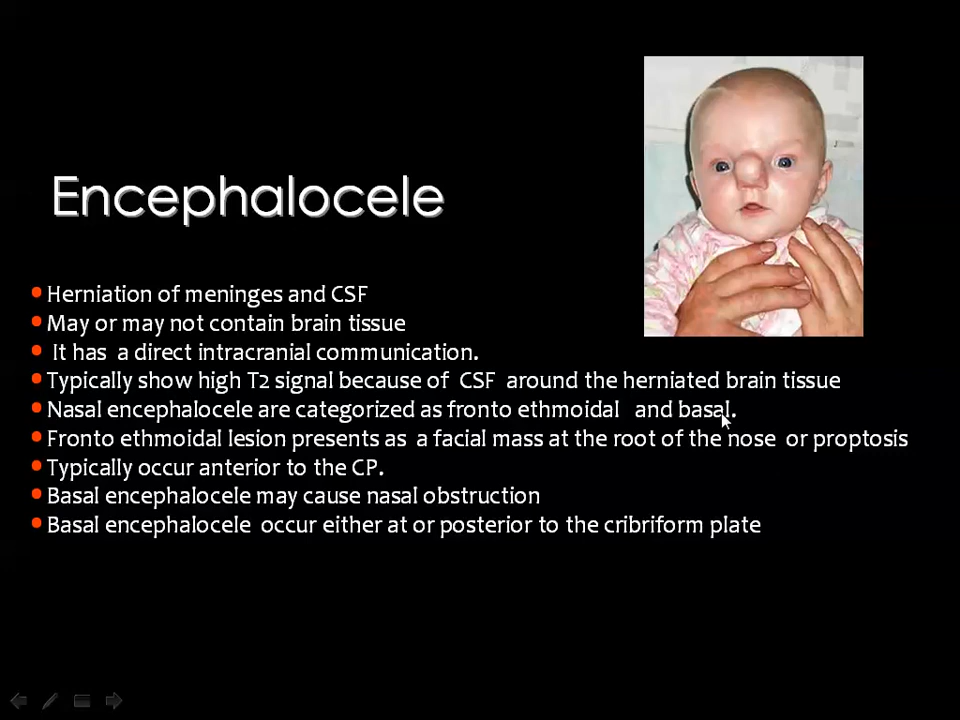 Encephalocele
Herniation of meninges and CSF
May or may not contain brain tissue
It has a direct intracranial communication.
Typically show high T2 signal because of CSF around the herniated brain tissue
Nasal encephalocele are categorized as fronto ethmoidal and basal.
Fronto ethmoidal lesion presents as a facial mass at the root of the nose or proptosis
Typically occur anterior to the CP.
Basal encephalocele may cause nasal obstruction
Basal encephalocele occur either at or posterior to the cribriform plate